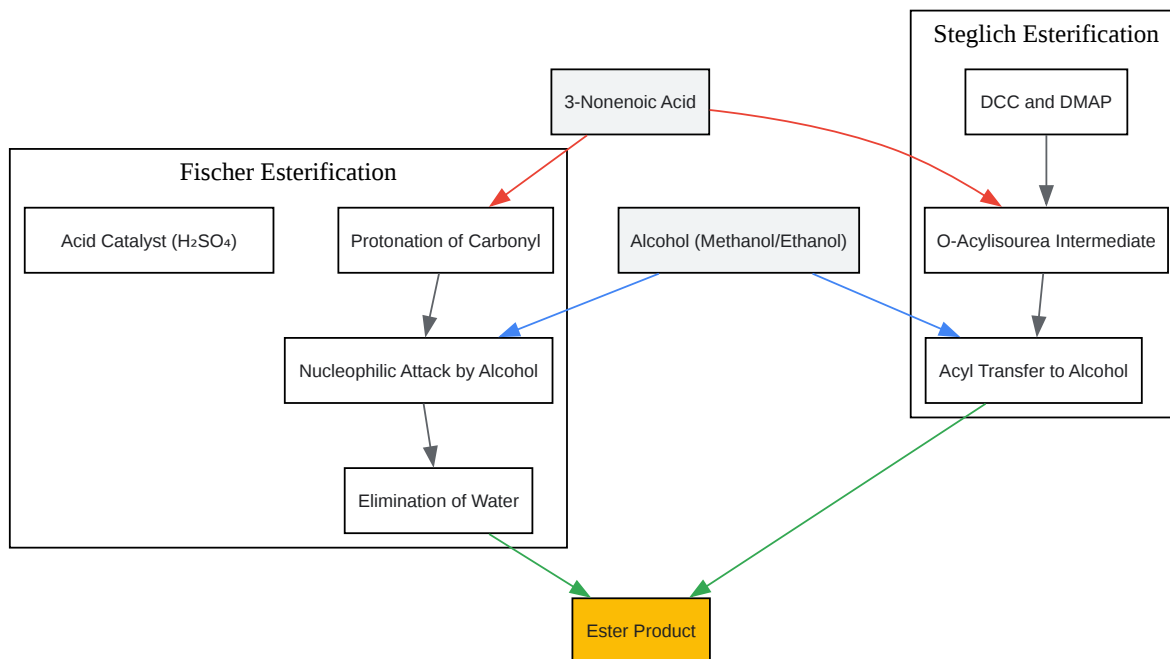 Steglich Esterification
3-Nonenoic Acid
DCC and DMAP
Fischer Esterification
Acid Catalyst (H₂SO₄)
Protonation of Carbonyl
Alcohol (Methanol/Ethanol)
O-Acylisourea Intermediate
Nucleophilic Attack by Alcohol
Acyl Transfer to Alcohol
Elimination of Water
Ester Product